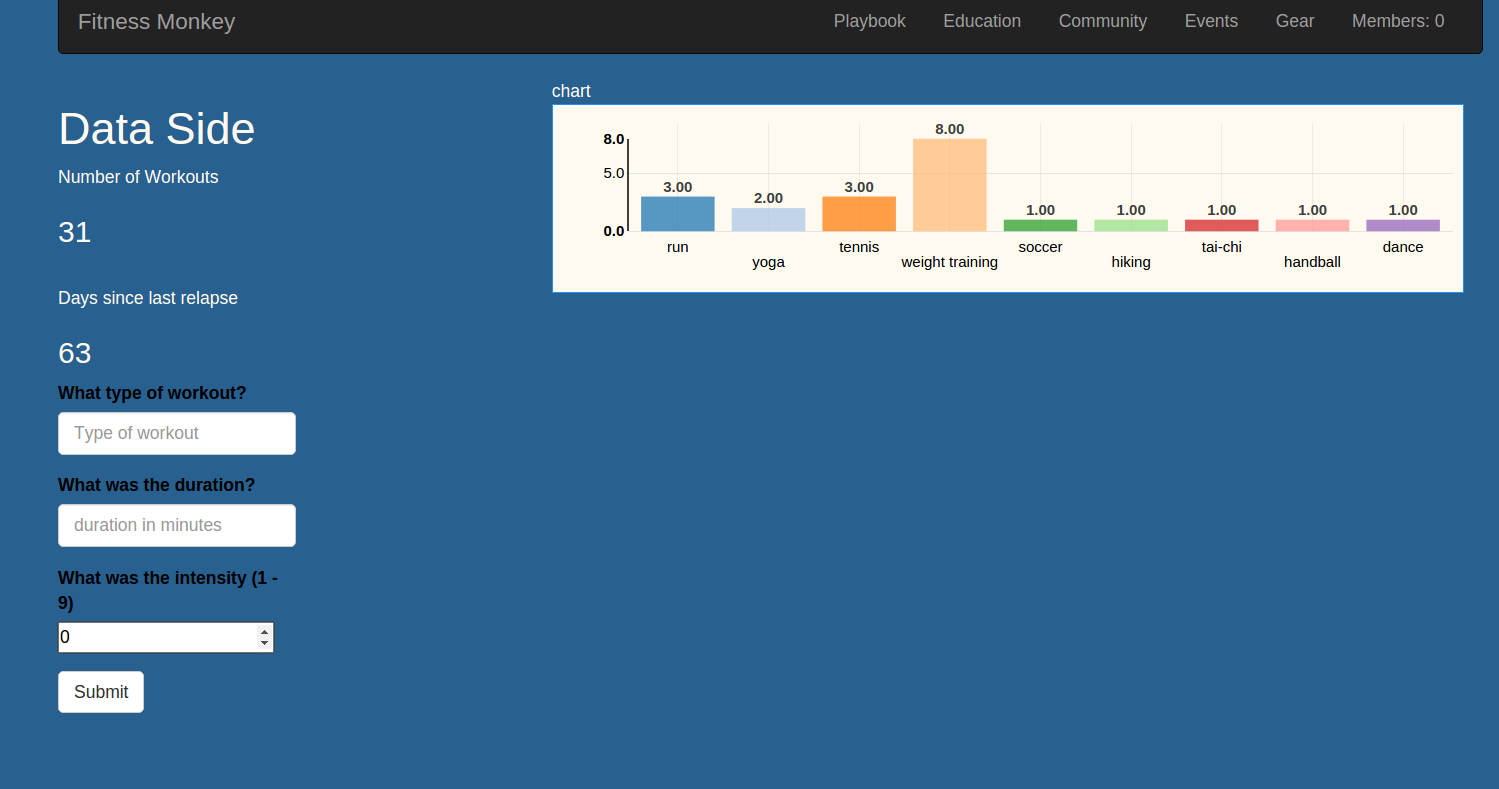 Fitness Monkey
Playbook Education Community Events Gear Members: 0
Data Side
Number of Workouts
31
Days since last relapse
63
What type of workout?
Type of workout
What was the duration?
duration in minutes
What was the intensity (1 -
9)
0
Submit
chart
8.0
5.0
0.0
3.00 2.00 3.00 8.00 1.00 1.00 1.00 1.00 1.00
run yoga tennis weight training soccer hiking tai-chi handball dance